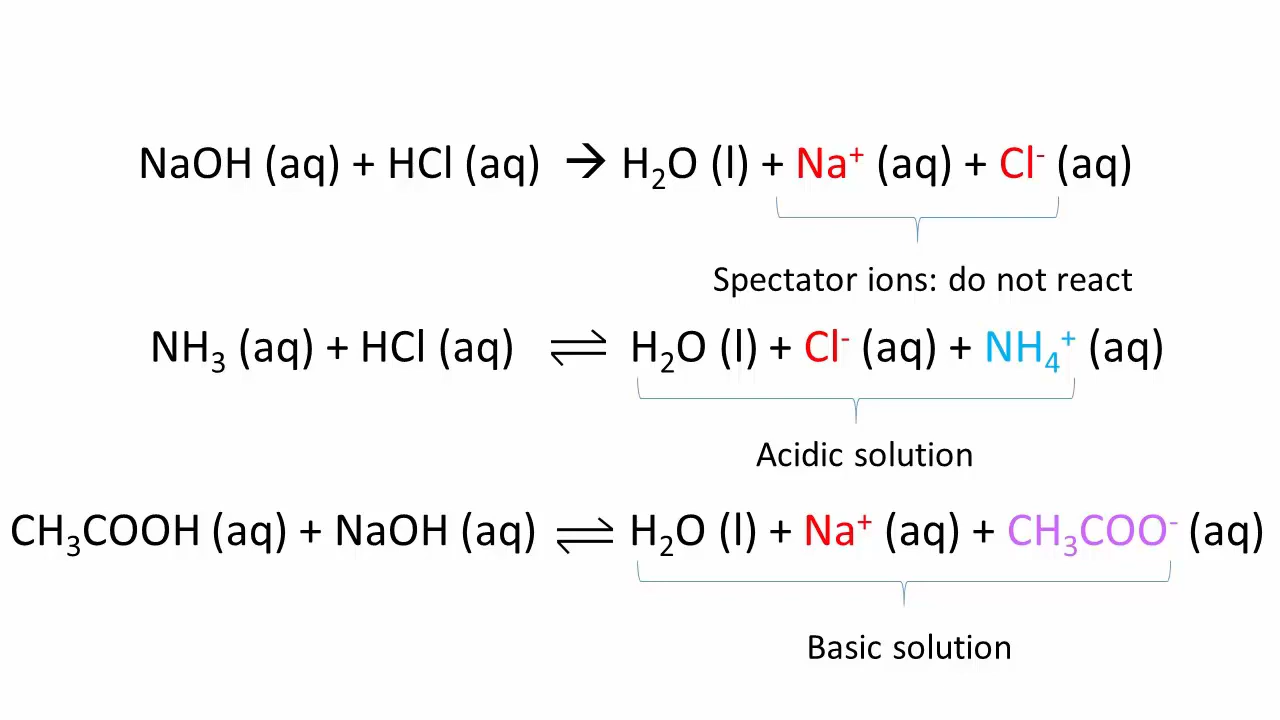 NaOH (aq) + HCl (aq) → H₂O (l) + Na⁺ (aq) + Cl⁻ (aq)
Spectator ions: do not react
NH₃ (aq) + HCl (aq) ⇌ H₂O (l) + Cl⁻ (aq) + NH₄⁺ (aq)
Acidic solution
CH₃COOH (aq) + NaOH (aq) ⇌ H₂O (l) + Na⁺ (aq) + CH₃COO⁻ (aq)
Basic solution